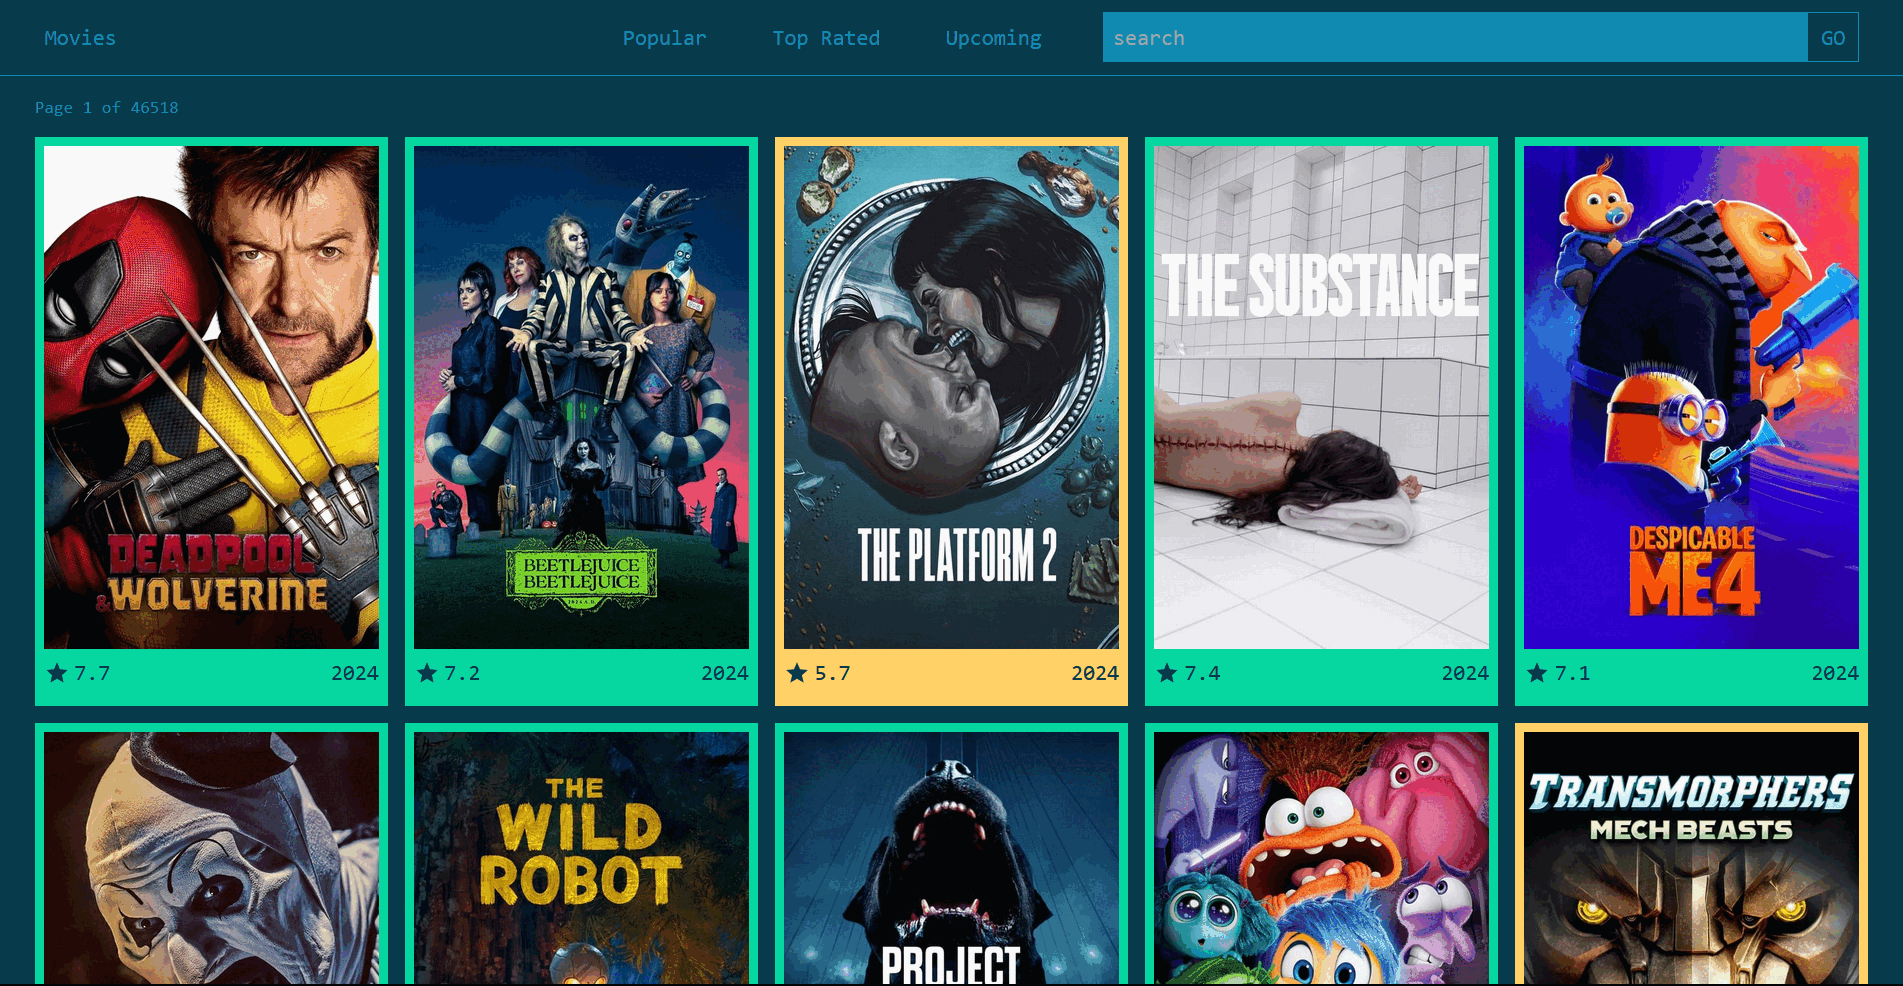 Movies
Popular
Top Rated
Upcoming
search
GO
Page 1 of 46518
DEADPOOL
&WOLVERINE
7.7
2024
BEETLEJUICE
BEETLEJUICE
7.2
2024
THE PLATFORM 2
5.7
2024
THE SUBSTANCE
7.4
2024
DESPICABLE
ME4
7.1
2024
THE
WILD
ROBOT
PROJECT
TRANSMORPHERS
MECH BEASTS